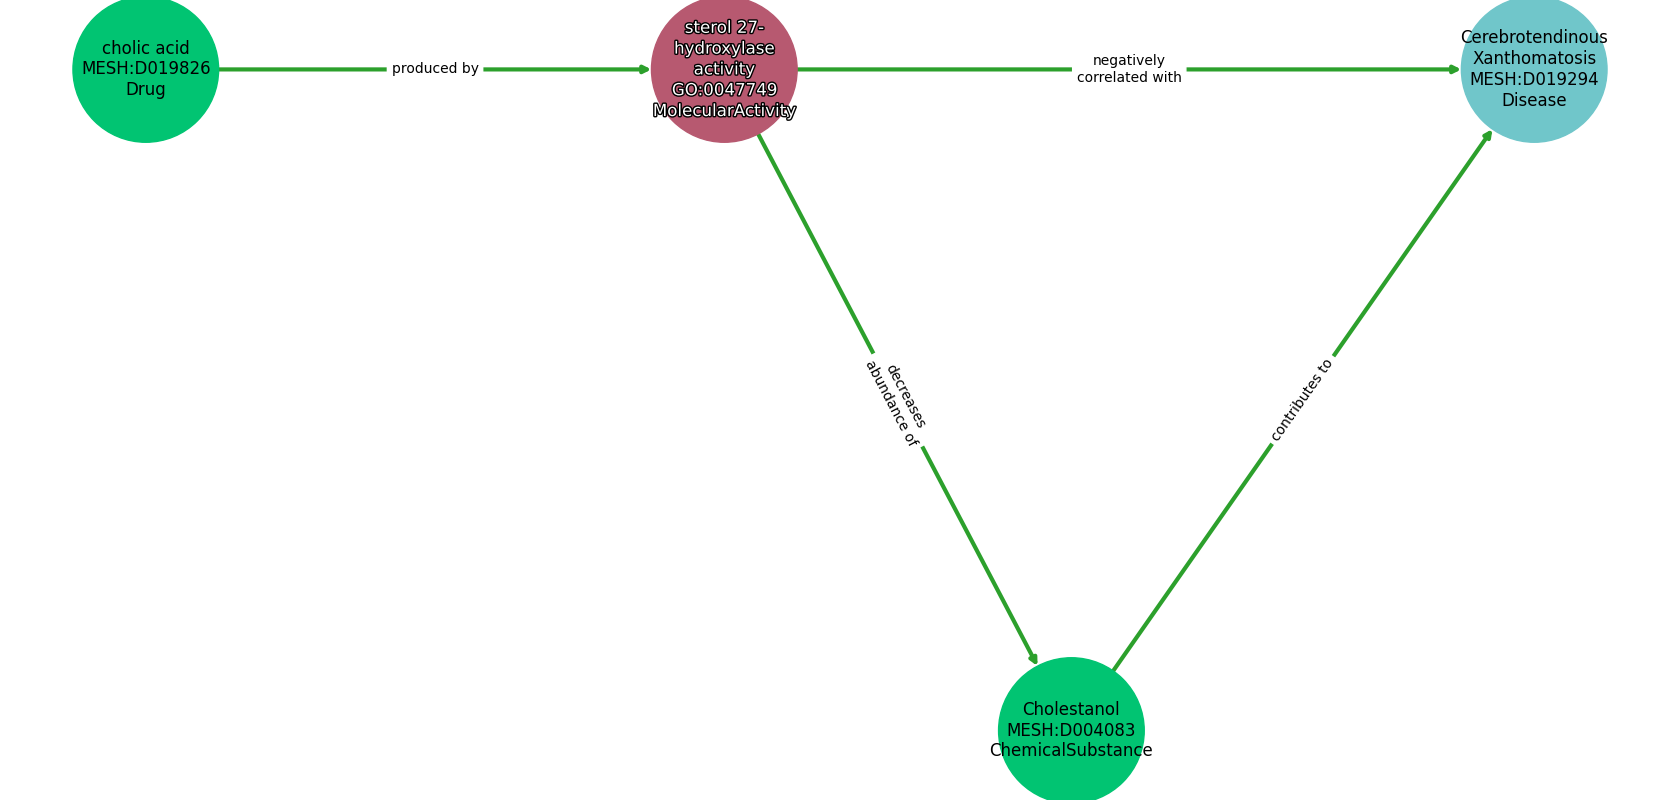 cholic acid
MESH:D019826
Drug
produced by
sterol 27-
hydroxylase
activity
GO:0047749
MolecularActivity
negatively
correlated with
Cerebrotendinous
Xanthomatosis
MESH:D019294
Disease
decreases
abundance of
contributes to
Cholestanol
MESH:D004083
ChemicalSubstance